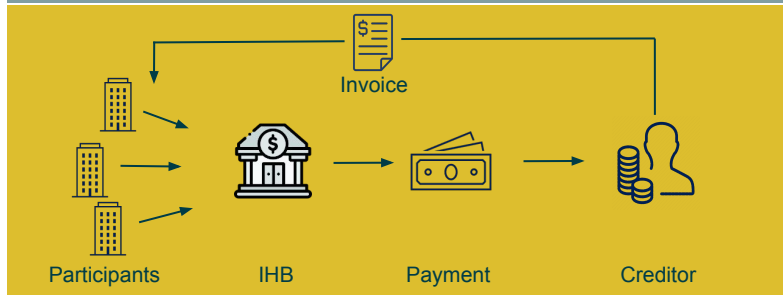 Invoice
Participants
IHB
Payment
Creditor